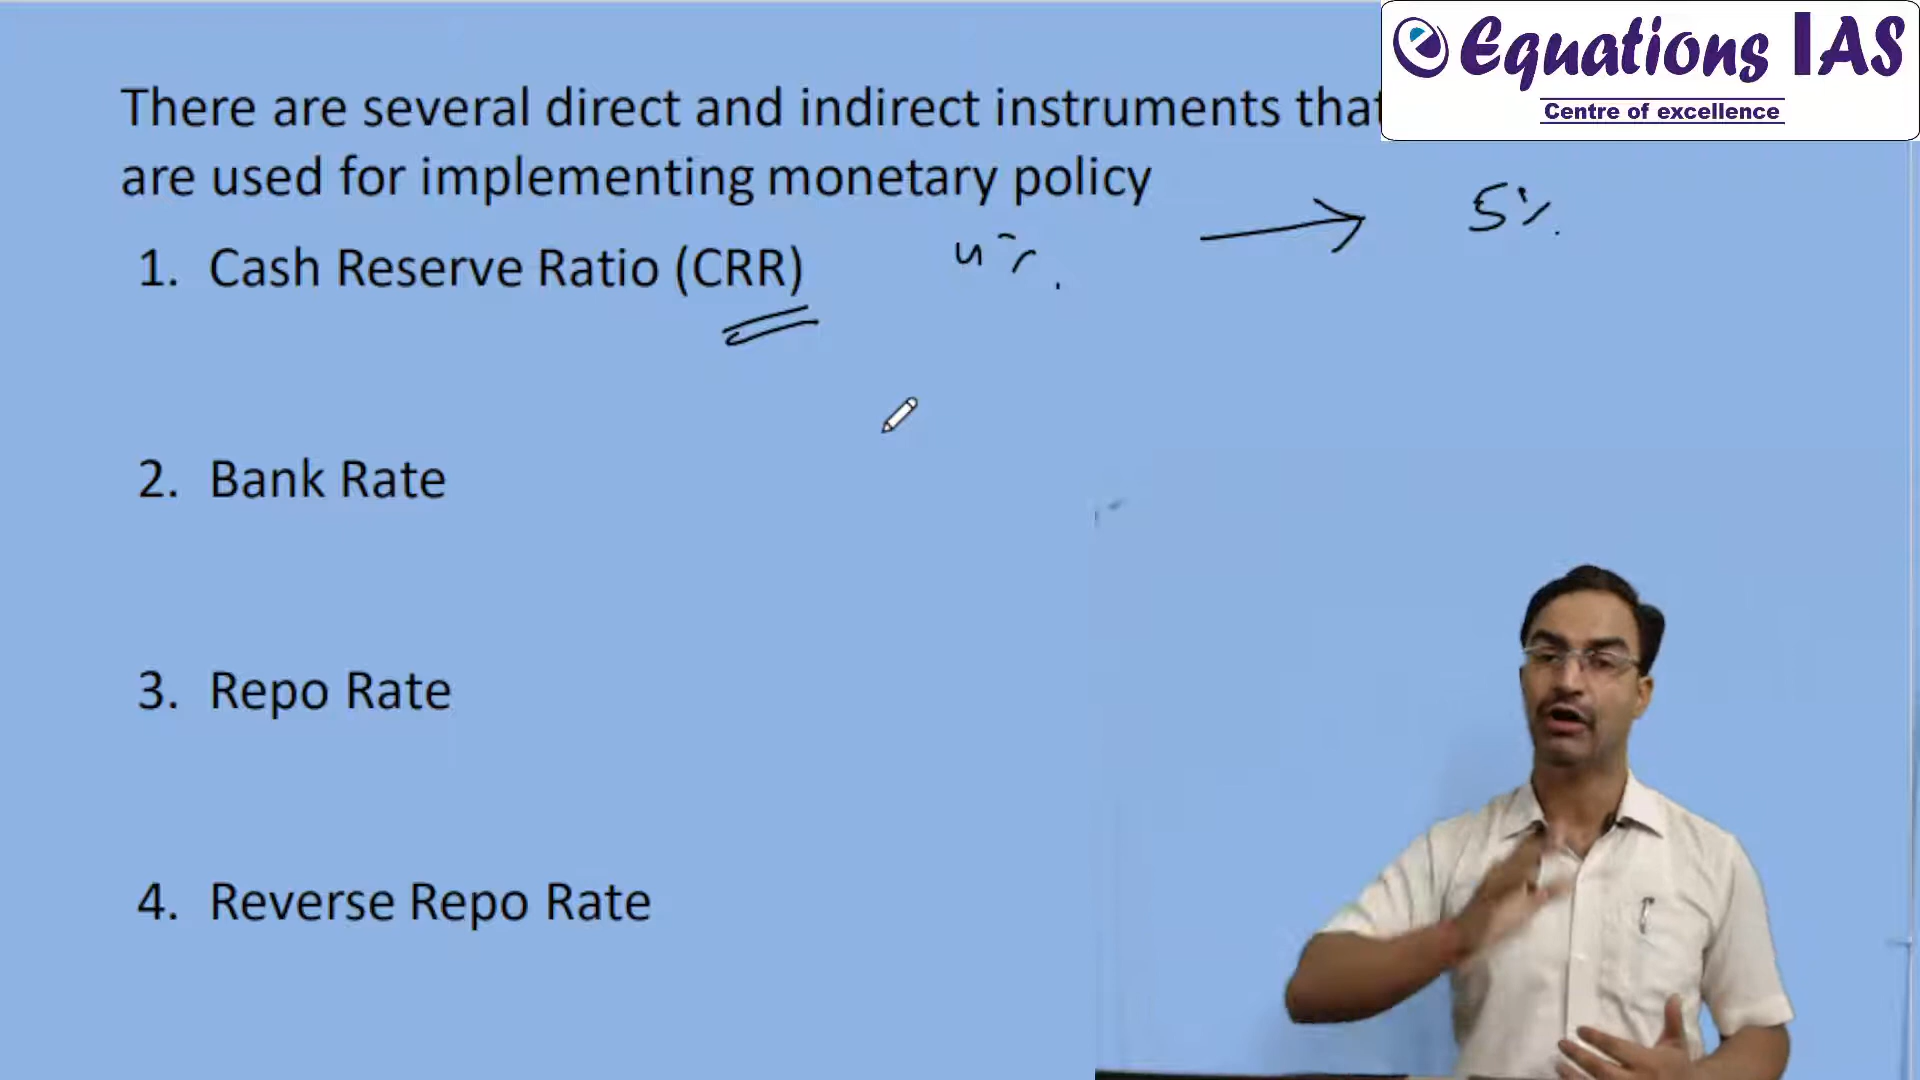 Equations IAS
Centre of excellence
There are several direct and indirect instruments that
are used for implementing monetary policy
5%
1. Cash Reserve Ratio (CRR) 4%
2. Bank Rate
3. Repo Rate
4. Reverse Repo Rate